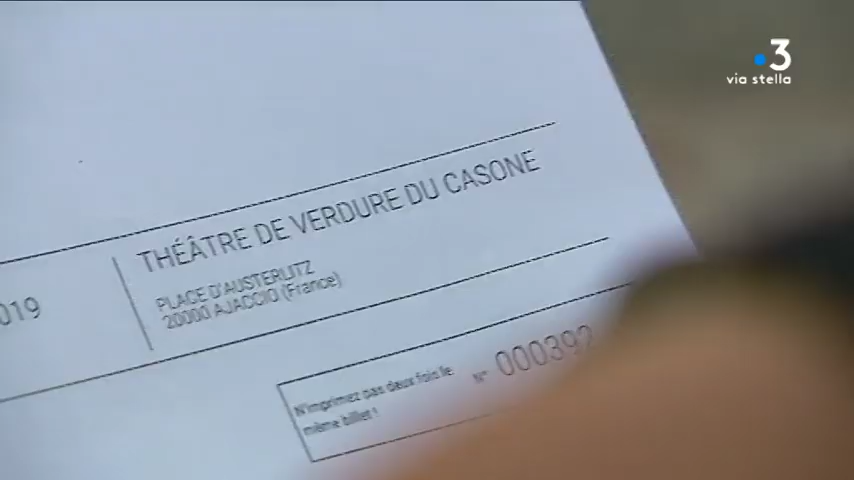 3
via stella
THÉÂTRE DE VERDURE DU CASONE
PLACE D'AUSTERLITZ
20000 AJACCIO (France)
019
N'imprimez pas deux fois le
même billet !
N° 000392